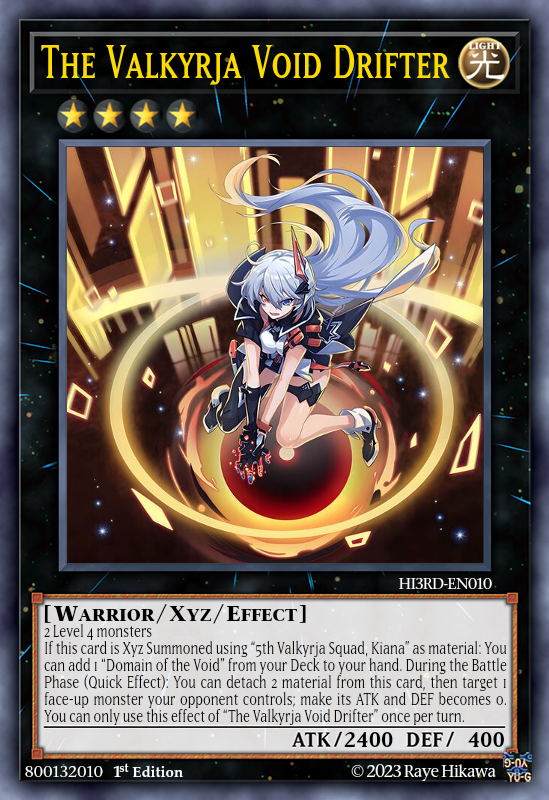 THE VALKYRJA VOID DRIFTER
LIGHT
光
HI3RD-EN010
[WARRIOR/XYZ/EFFECT]
2 Level 4 monsters
If this card is Xyz Summoned using “5th Valkyrja Squad, Kiana” as material: You
can add 1 “Domain of the Void” from your Deck to your hand. During the Battle
Phase (Quick Effect): You can detach 2 material from this card, then target 1
face-up monster your opponent controls; make its ATK and DEF becomes 0.
You can only use this effect of “The Valkyrja Void Drifter” once per turn.
ATK/2400 DEF/ 400
800132010 1st Edition ©2023 Raye Hikawa
YU-G
YU-G